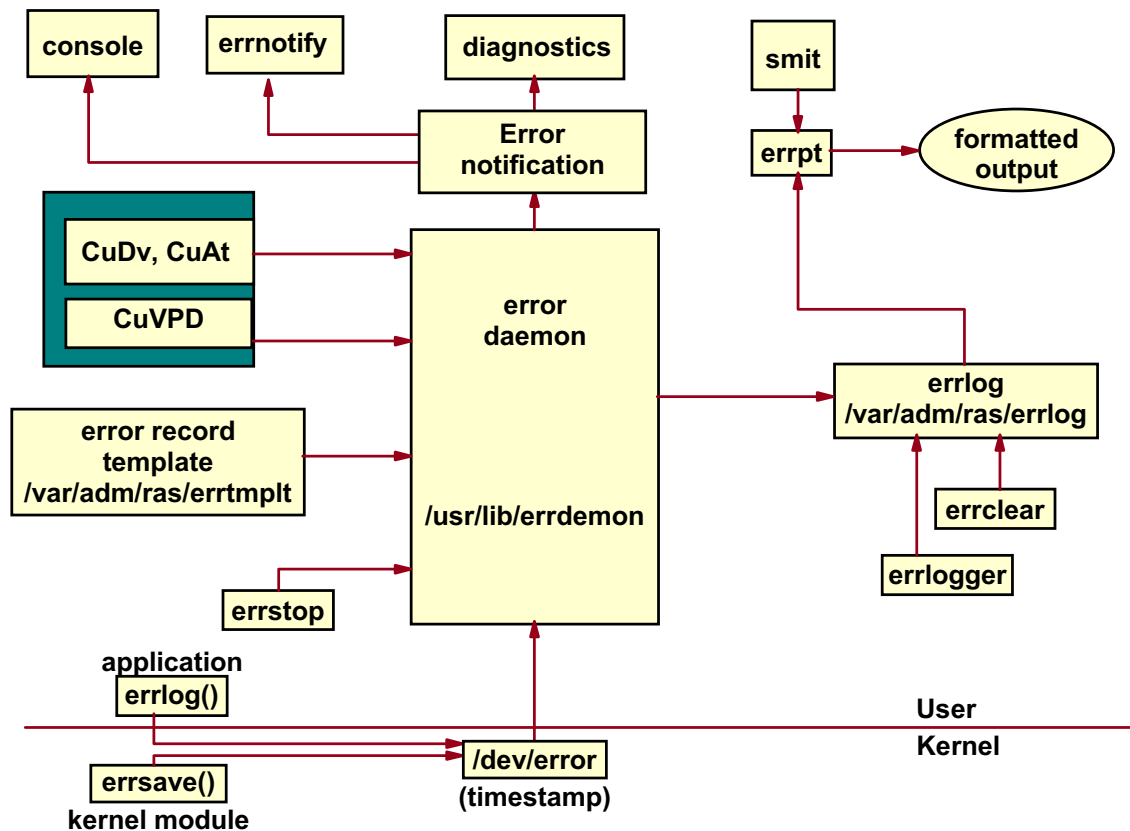 console
errnotify
diagnostics
smit
Error
notification
errpt
formatted
output
CuDv, CuAt
CuVPD
error
daemon
/usr/lib/errdemon
errlog
/var/adm/ras/errlog
error record
template
/var/adm/ras/errtmplt
errclear
errlogger
errstop
application
errlog()
User
Kernel
/dev/error
(timestamp)
errsave()
kernel module